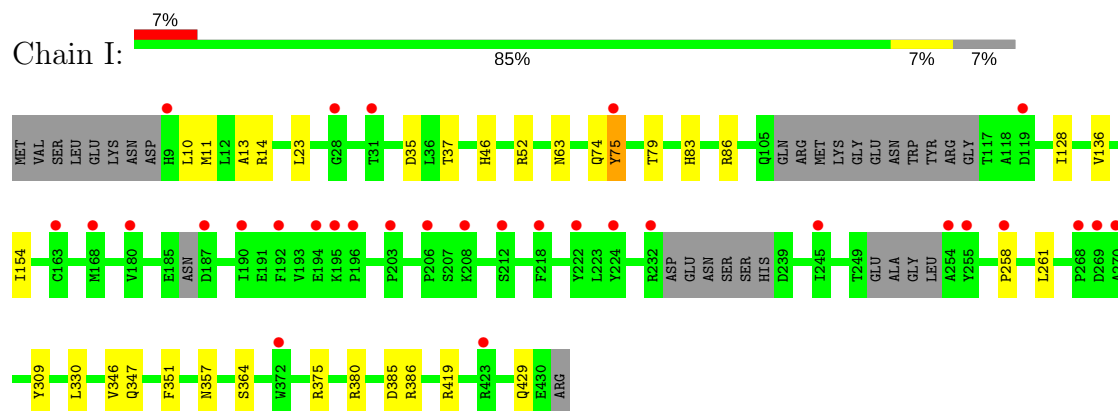 7%
Chain I:
85% 7% 7%
MET VAL SER LEU GLU LYS ASN ASP H9 L10 M11 L12 A13 R14 L23 G28 T31 D35 L36 T37 H46 R52 N63 Q74 Y75 T79 H83 R86 Q105 GLN ARG MET LYS GLY GLU ASN TRP TYR ARG GLY T117 A118 D119 I128 V136
I154 C163 M168 V180 E185 ASN D187 I190 E191 F192 V193 E194 K195 P196 P203 P206 S207 K208 S212 F218 Y222 L223 Y224 R232 ASP GLU ASN SER SER HIS D239 I245 T249 GLU ALA GLY LEU A254 Y255 P258 L261 P268 D269 A270
Y309 L330 V346 Q347 F351 N357 S364 W372 R375 R380 D385 R386 R419 R423 Q429 E430 ARG